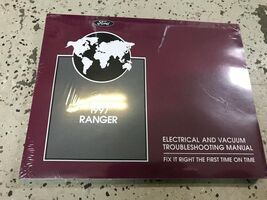 Ford
1997
RANGER
ELECTRICAL AND VACUUM
TROUBLESHOOTING MANUAL
FIX IT RIGHT THE FIRST TIME ON TIME